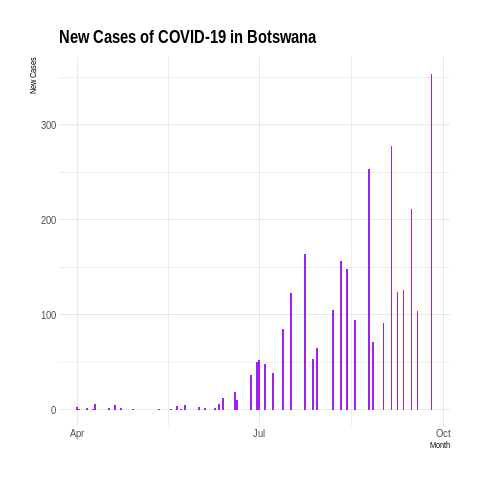 New Cases of COVID-19 in Botswana
New Cases
300
200
100
0
Apr
Jul
Oct
Month